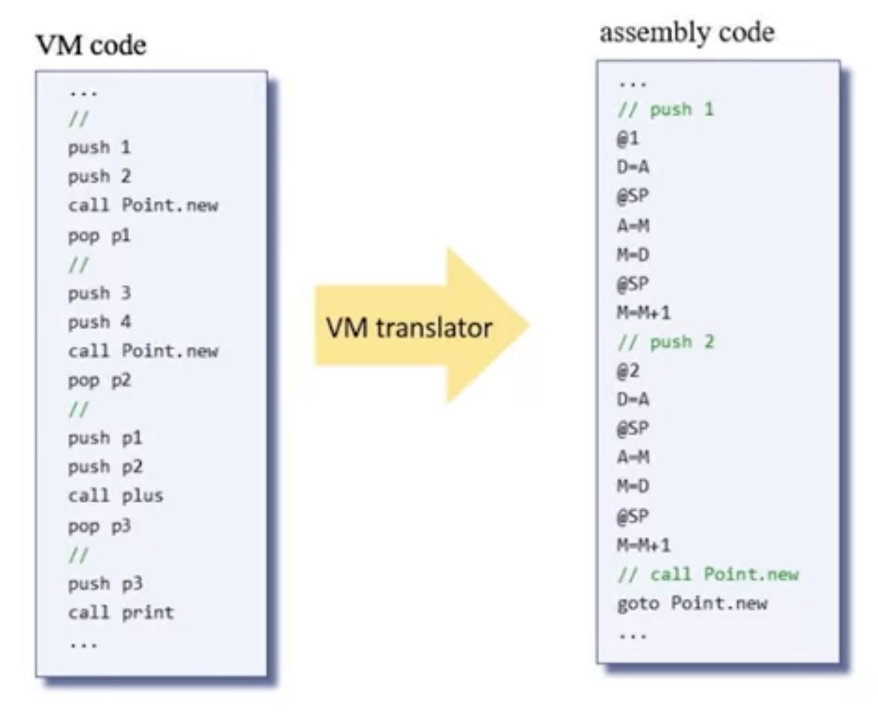 VM code
...
//
push 1
push 2
call Point.new
pop p1
//
push 3
push 4
call Point.new
pop p2
//
push p1
push p2
call plus
pop p3
//
push p3
call print
...
VM translator
assembly code
...
// push 1
@1
D=A
@SP
A=M
M=D
@SP
M=M+1
// push 2
@2
D=A
@SP
A=M
M=D
@SP
M=M+1
// call Point.new
goto Point.new
...